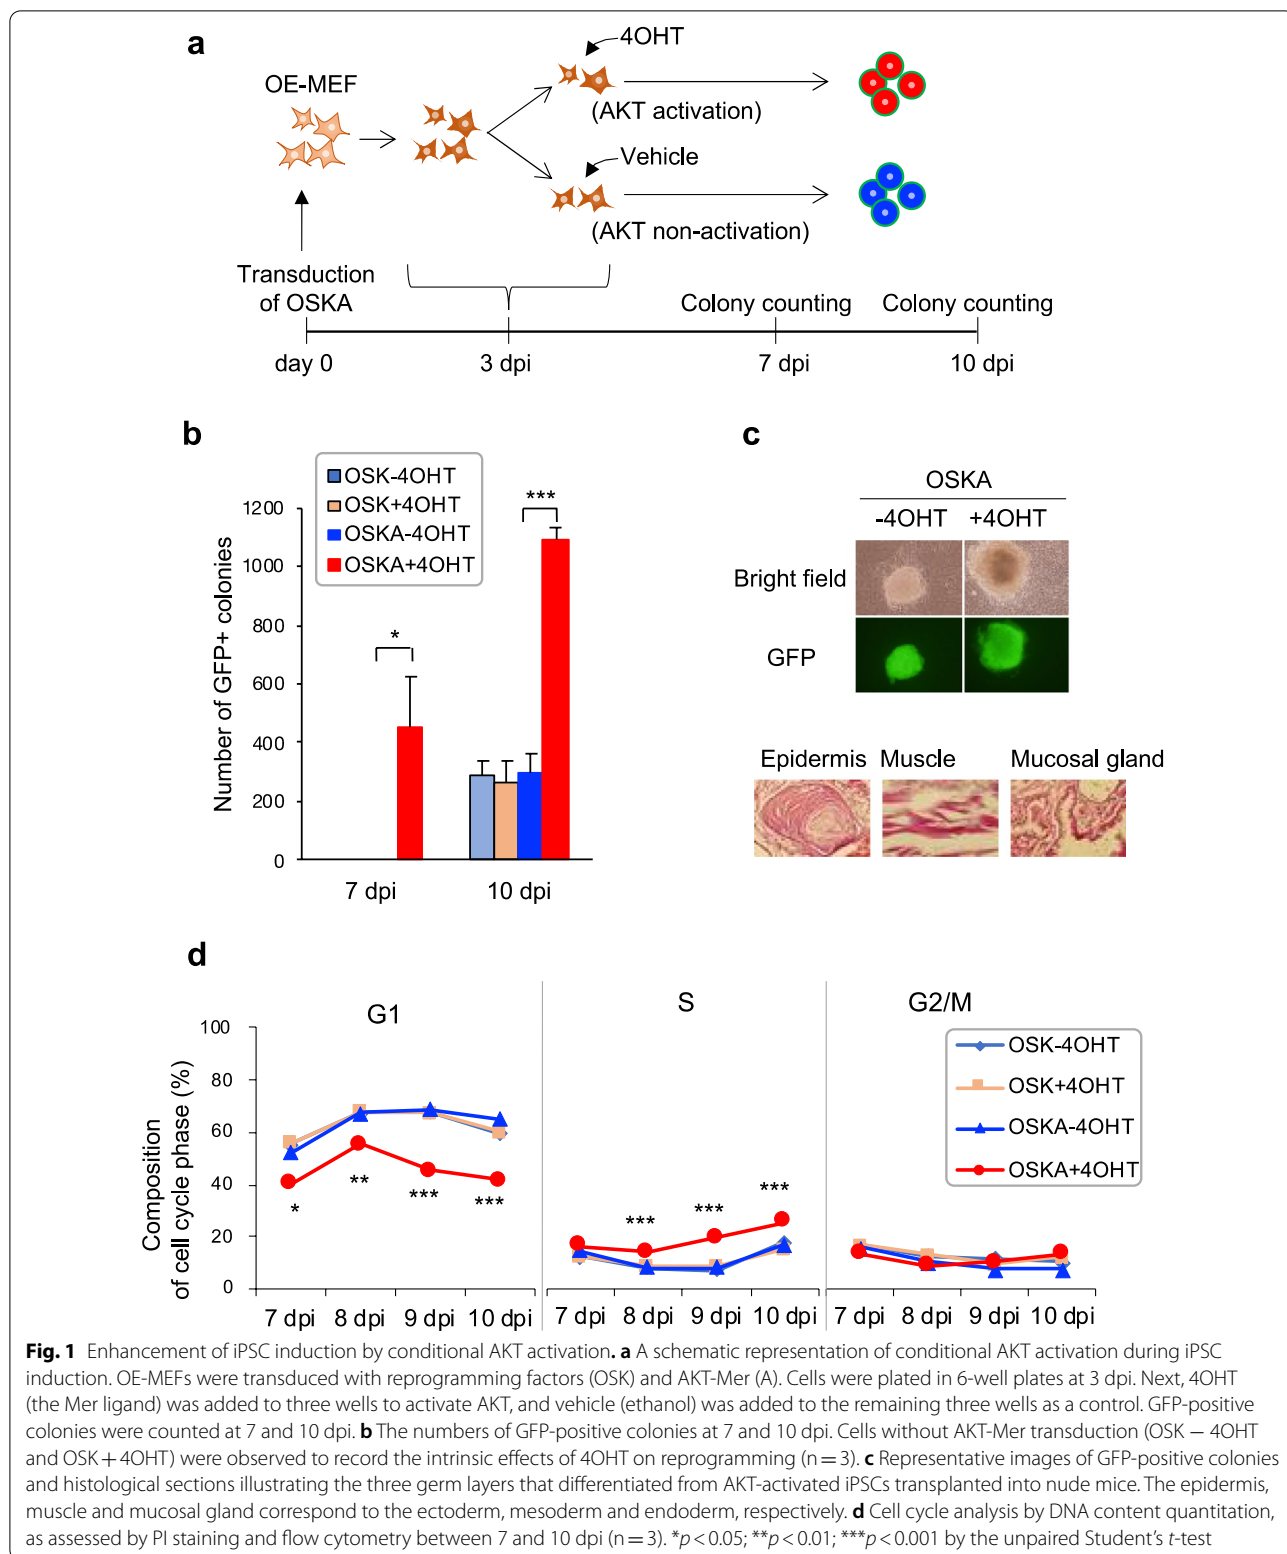 a
4OHT
OE-MEF
(AKT activation)
Vehicle
(AKT non-activation)
Transduction
of OSKA
Colony counting
Colony counting
day 0
3 dpi
7 dpi
10 dpi
b
OSK-4OHT
OSK+4OHT
OSKA-4OHT
OSKA+4OHT
Number of GFP+ colonies
1200
1000
800
600
400
200
0
*
***
7 dpi
10 dpi
c
OSKA
-4OHT
+4OHT
Bright field
GFP
Epidermis
Muscle
Mucosal gland
d
G1
S
G2/M
Composition
of cell cycle phase (%)
100
80
60
40
20
0
*
**
***
***
***
***
***
OSK-4OHT
OSK+4OHT
OSKA-4OHT
OSKA+4OHT
7 dpi 8 dpi 9 dpi 10 dpi
7 dpi 8 dpi 9 dpi 10 dpi
7 dpi 8 dpi 9 dpi 10 dpi
Fig. 1 Enhancement of iPSC induction by conditional AKT activation. a A schematic representation of conditional AKT activation during iPSC
induction. OE-MEFs were transduced with reprogramming factors (OSK) and AKT-Mer (A). Cells were plated in 6-well plates at 3 dpi. Next, 4OHT
(the Mer ligand) was added to three wells to activate AKT, and vehicle (ethanol) was added to the remaining three wells as a control. GFP-positive
colonies were counted at 7 and 10 dpi. b The numbers of GFP-positive colonies at 7 and 10 dpi. Cells without AKT-Mer transduction (OSK − 4OHT
and OSK + 4OHT) were observed to record the intrinsic effects of 4OHT on reprogramming (n = 3). c Representative images of GFP-positive colonies
and histological sections illustrating the three germ layers that differentiated from AKT-activated iPSCs transplanted into nude mice. The epidermis,
muscle and mucosal gland correspond to the ectoderm, mesoderm and endoderm, respectively. d Cell cycle analysis by DNA content quantitation,
as assessed by PI staining and flow cytometry between 7 and 10 dpi (n = 3). *p < 0.05; **p < 0.01; ***p < 0.001 by the unpaired Student's t-test